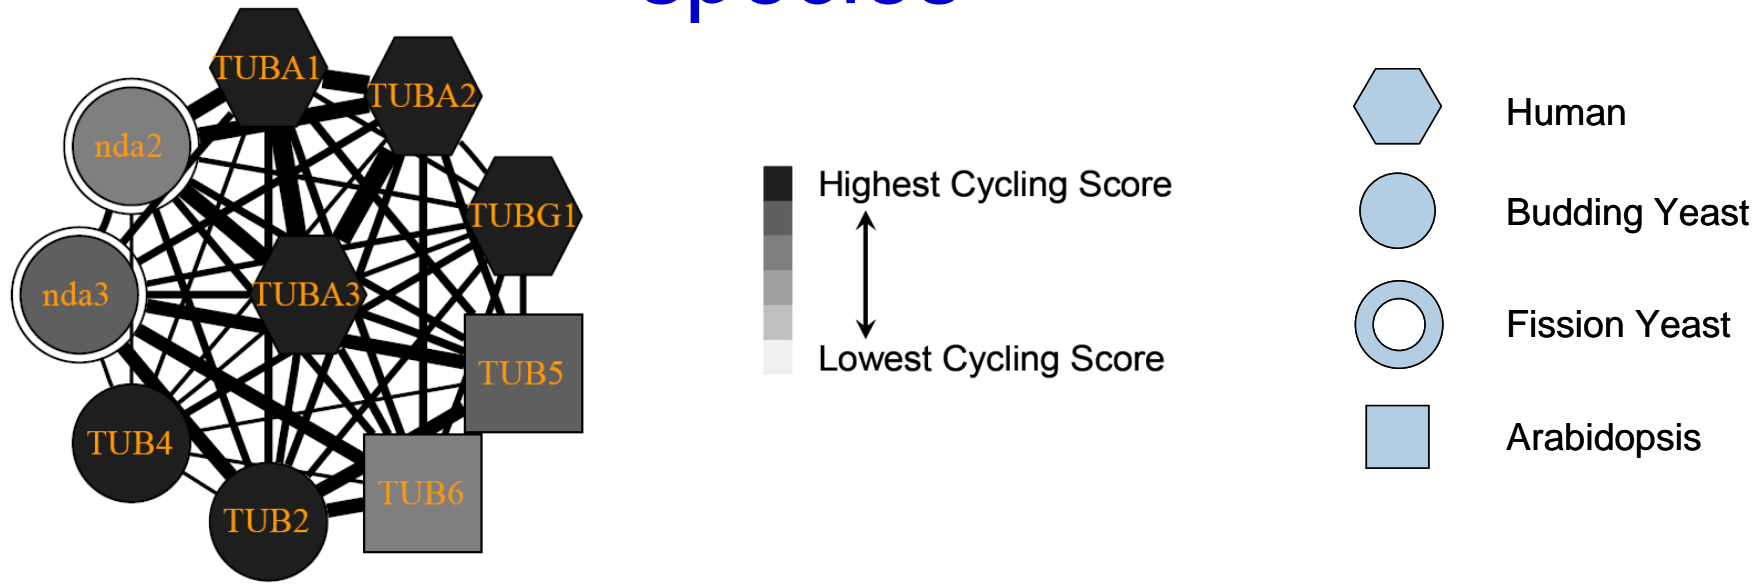 species
TUBA1
TUBA2
nda2
TUBG1
nda3
TUBA3
TUB5
TUB4
TUB6
TUB2
Highest Cycling Score
Lowest Cycling Score
Human
Budding Yeast
Fission Yeast
Arabidopsis